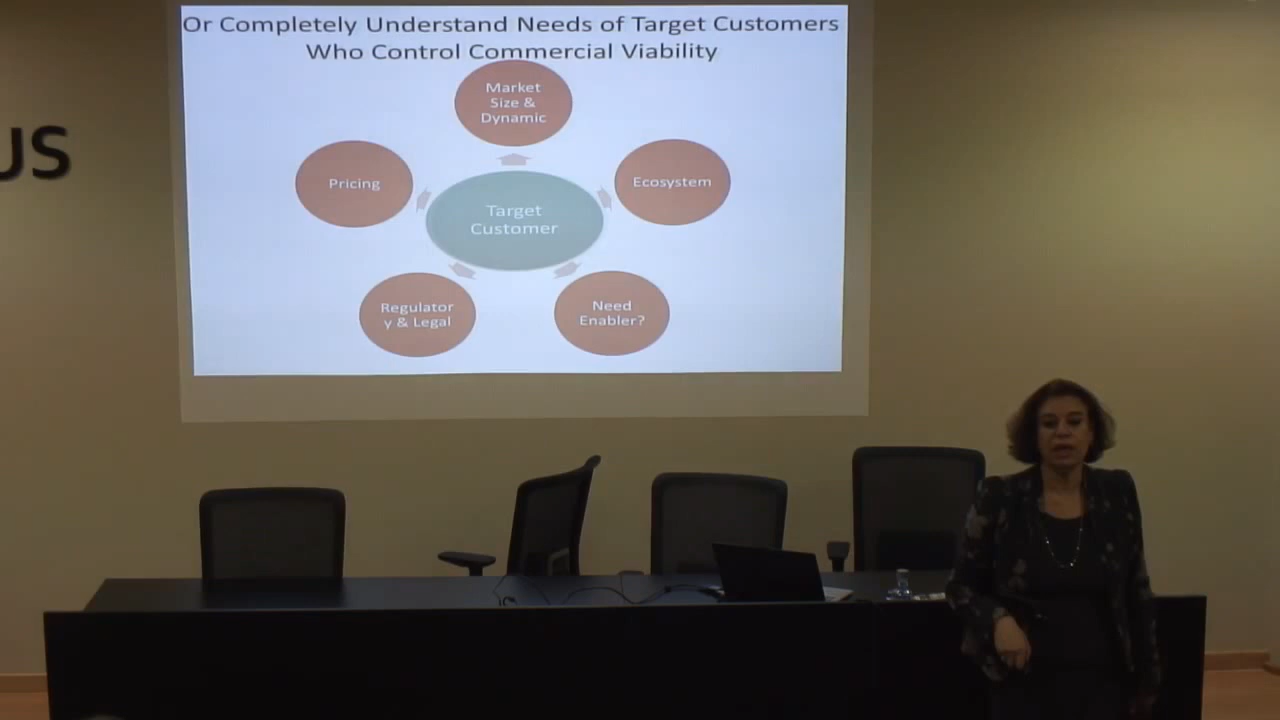 Or Completely Understand Needs of Target Customers
Who Control Commercial Viability
Market
Size &
Dynamic
Pricing
Ecosystem
Target
Customer
Regulator
y & Legal
Need
Enabler?
us